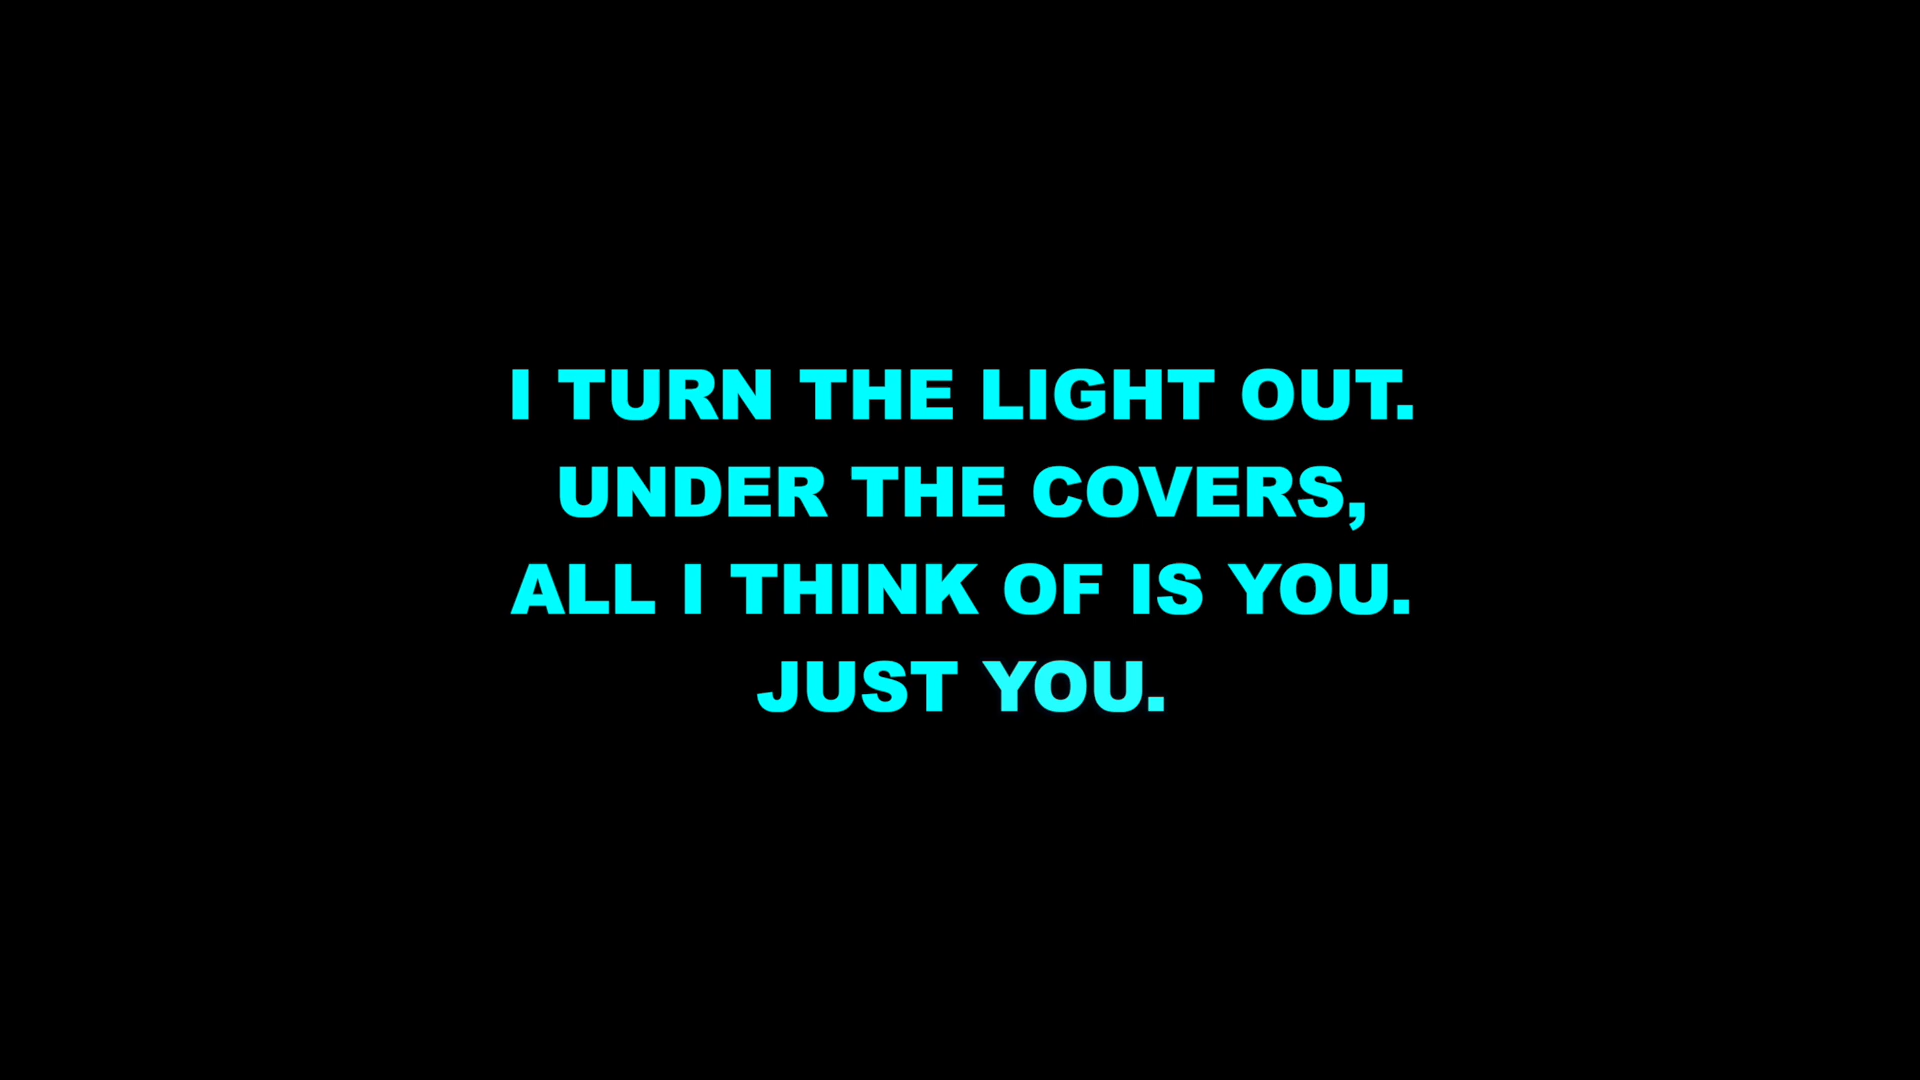 I TURN THE LIGHT OUT.
UNDER THE COVERS,
ALL I THINK OF IS YOU.
JUST YOU.